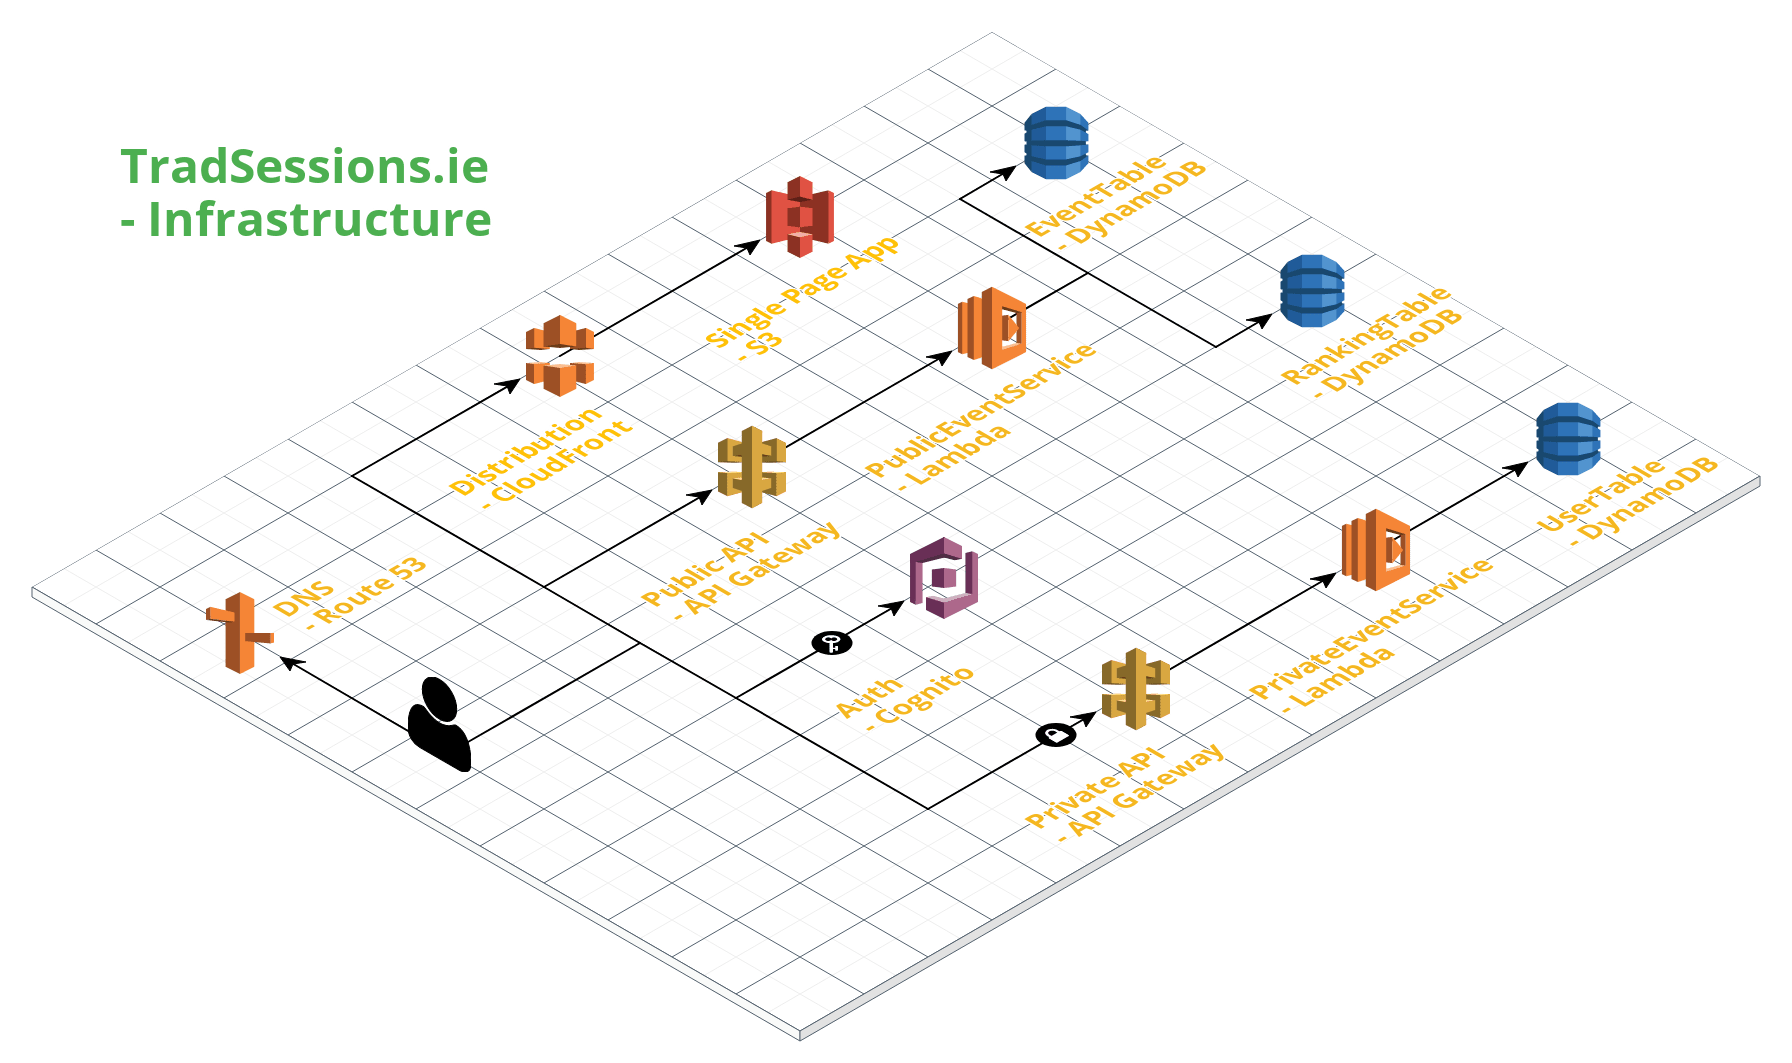 TradSessions.ie
- Infrastructure
EventTable
- DynamoDB
Single Page App
- S3
RankingTable
- DynamoDB
PublicEventService
- Lambda
Distribution
- CloudFront
UserTable
- DynamoDB
Public API
- API Gateway
DNS
- Route 53
PrivateEventService
- Lambda
Auth
- Cognito
Private API
- API Gateway